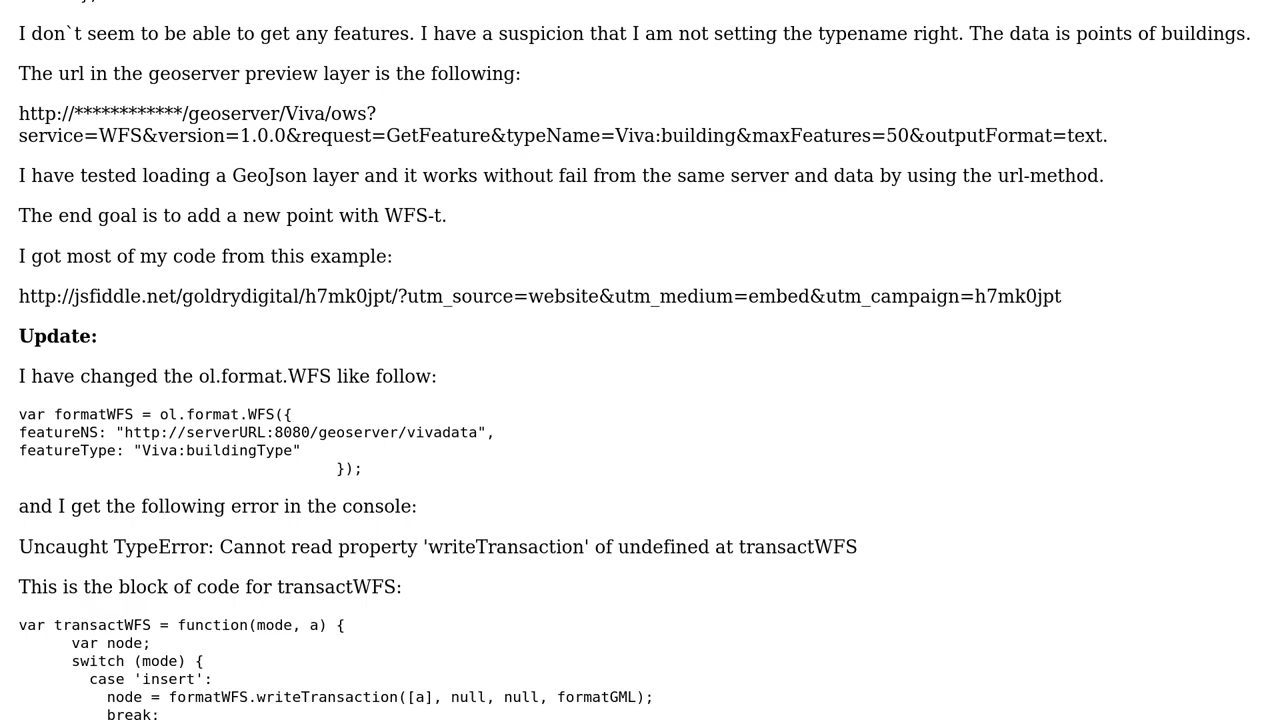 I don`t seem to be able to get any features. I have a suspicion that I am not setting the typename right. The data is points of buildings.
The url in the geoserver preview layer is the following:
http://************/geoserver/Viva/ows?
service=WFS&version=1.0.0&request=GetFeature&typeName=Viva:building&maxFeatures=50&outputFormat=text.
I have tested loading a GeoJson layer and it works without fail from the same server and data by using the url-method.
The end goal is to add a new point with WFS-t.
I got most of my code from this example:
http://jsfiddle.net/goldrydigital/h7mk0jpt/?utm_source=website&utm_medium=embed&utm_campaign=h7mk0jpt
Update:
I have changed the ol.format.WFS like follow:
var formatWFS = ol.format.WFS({
featureNS: "http://serverURL:8080/geoserver/vivadata",
featureType: "Viva:buildingType"
});
and I get the following error in the console:
Uncaught TypeError: Cannot read property 'writeTransaction' of undefined at transactWFS
This is the block of code for transactWFS:
var transactWFS = function(mode, a) {
var node;
switch (mode) {
case 'insert':
node = formatWFS.writeTransaction([a], null, null, formatGML);
break;